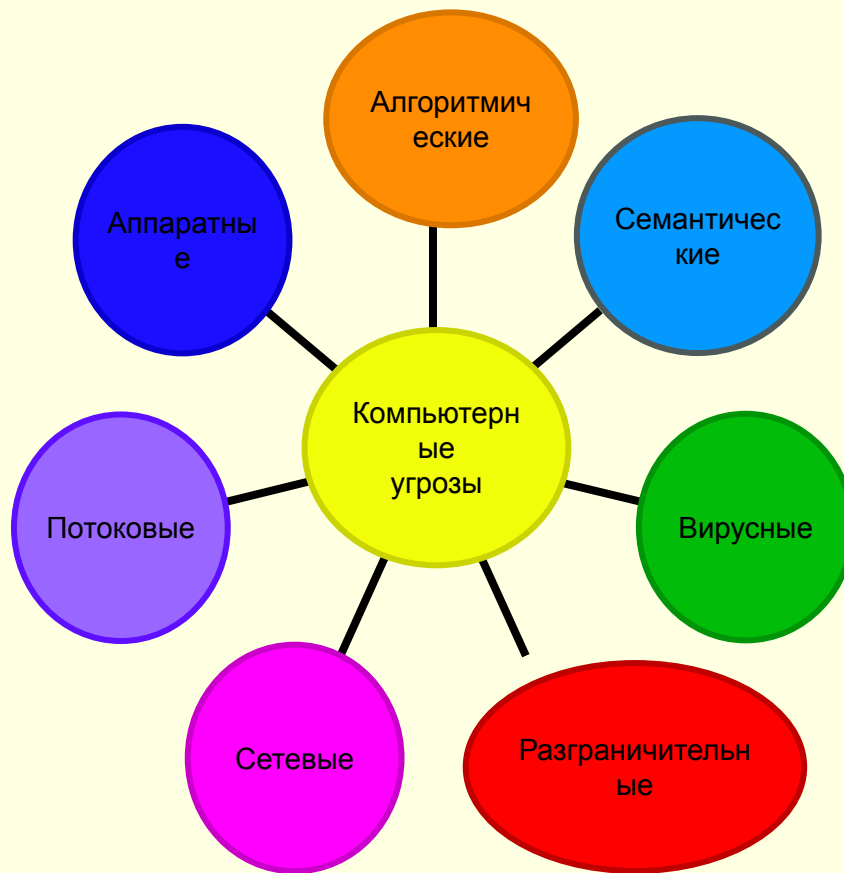 Алгоритмич
еские
Семантичес
кие
Аппаратны
е
Компьютерн
ые
угрозы
Потоковые
Вирусные
Сетевые
Разграничительн
ые